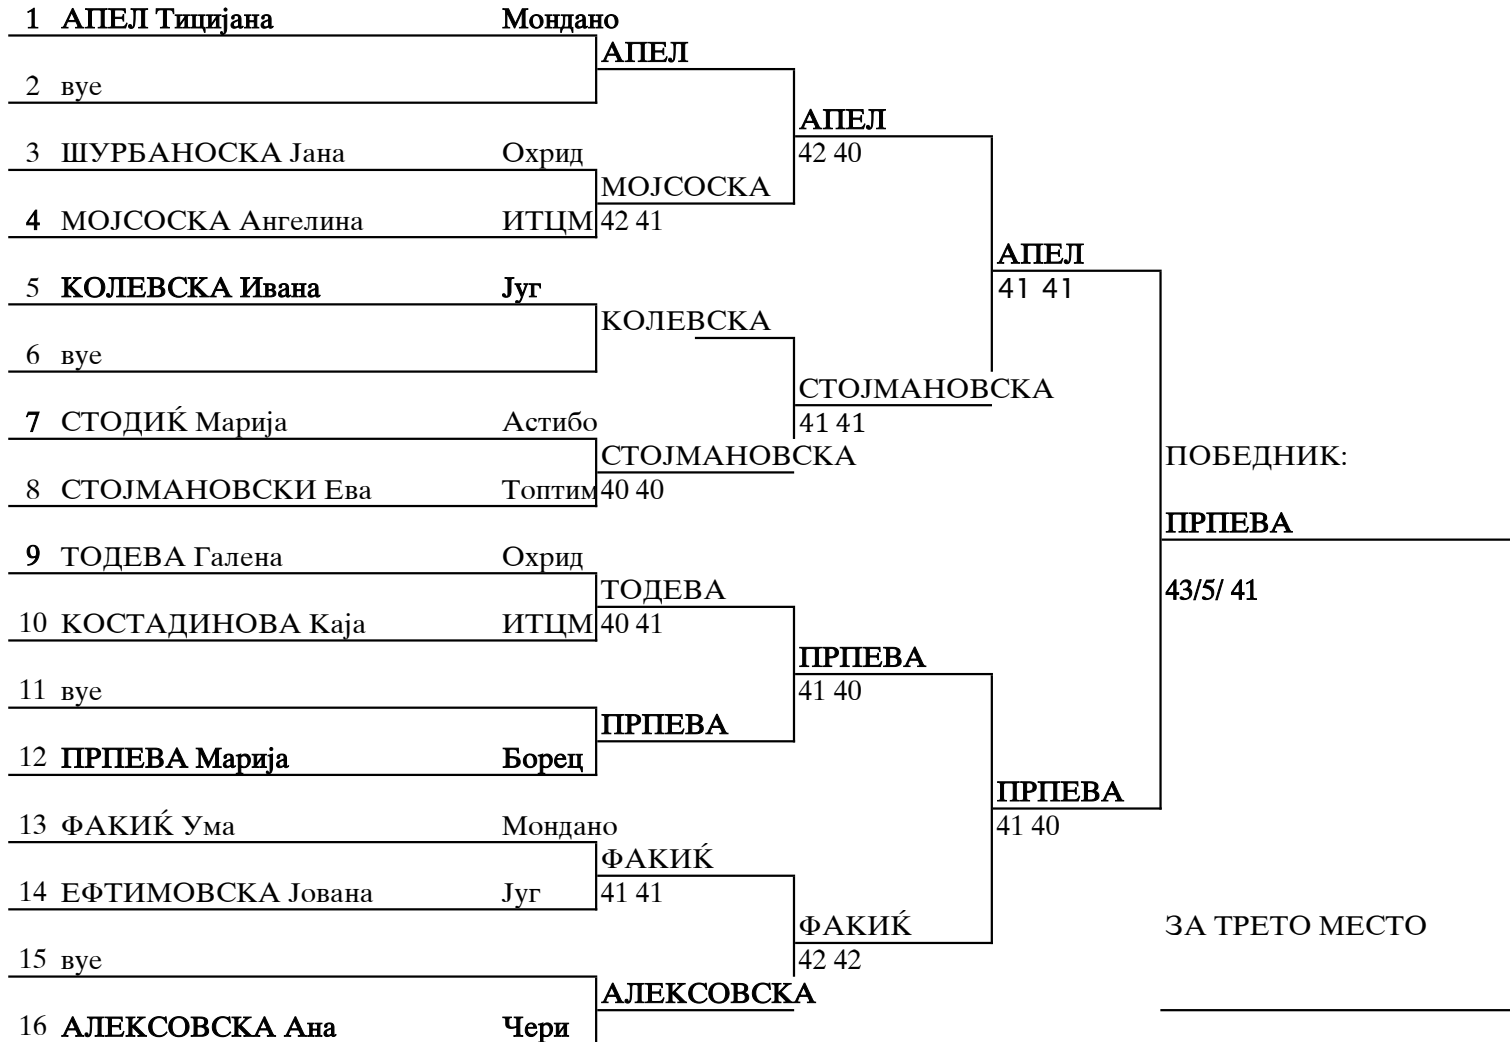 1 АПЕЛ Тицијана Мондано
АПЕЛ
2 вуе
АПЕЛ
3 ШУРБАНОСКА Јана Охрид 42 40
МОЈСОСКА
4 МОЈСОСКА Ангелина ИТЦМ 42 41
АПЕЛ
5 КОЛЕВСКА Ивана Југ 41 41
КОЛЕВСКА
6 вуе
СТОЈМАНОВСКА
7 СТОДИЌ Марија Астибо 41 41
СТОЈМАНОВСКА ПОБЕДНИК:
8 СТОЈМАНОВСКИ Ева Топтим 40 40
ПРПЕВА
9 ТОДЕВА Галена Охрид
ТОДЕВА 43/5/ 41
10 КОСТАДИНОВА Каја ИТЦМ 40 41
ПРПЕВА
11 вуе 41 40
ПРПЕВА
12 ПРПЕВА Марија Борец
ПРПЕВА
13 ФАКИЌ Ума Мондано 41 40
ФАКИЌ
14 ЕФТИМОВСКА Јована Југ 41 41
ФАКИЌ ЗА ТРЕТО МЕСТО
15 вуе 42 42
АЛЕКСОВСКА
16 АЛЕКСОВСКА Ана Чери